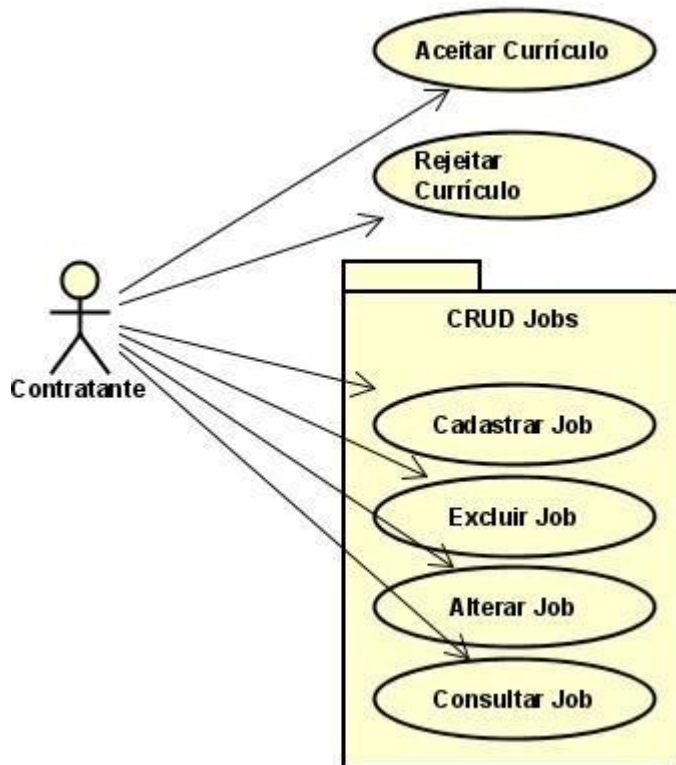 Aceitar Currículo
Rejeitar
Currículo
Contratante
CRUD Jobs
Cadastrar Job
Excluir Job
Alterar Job
Consultar Job